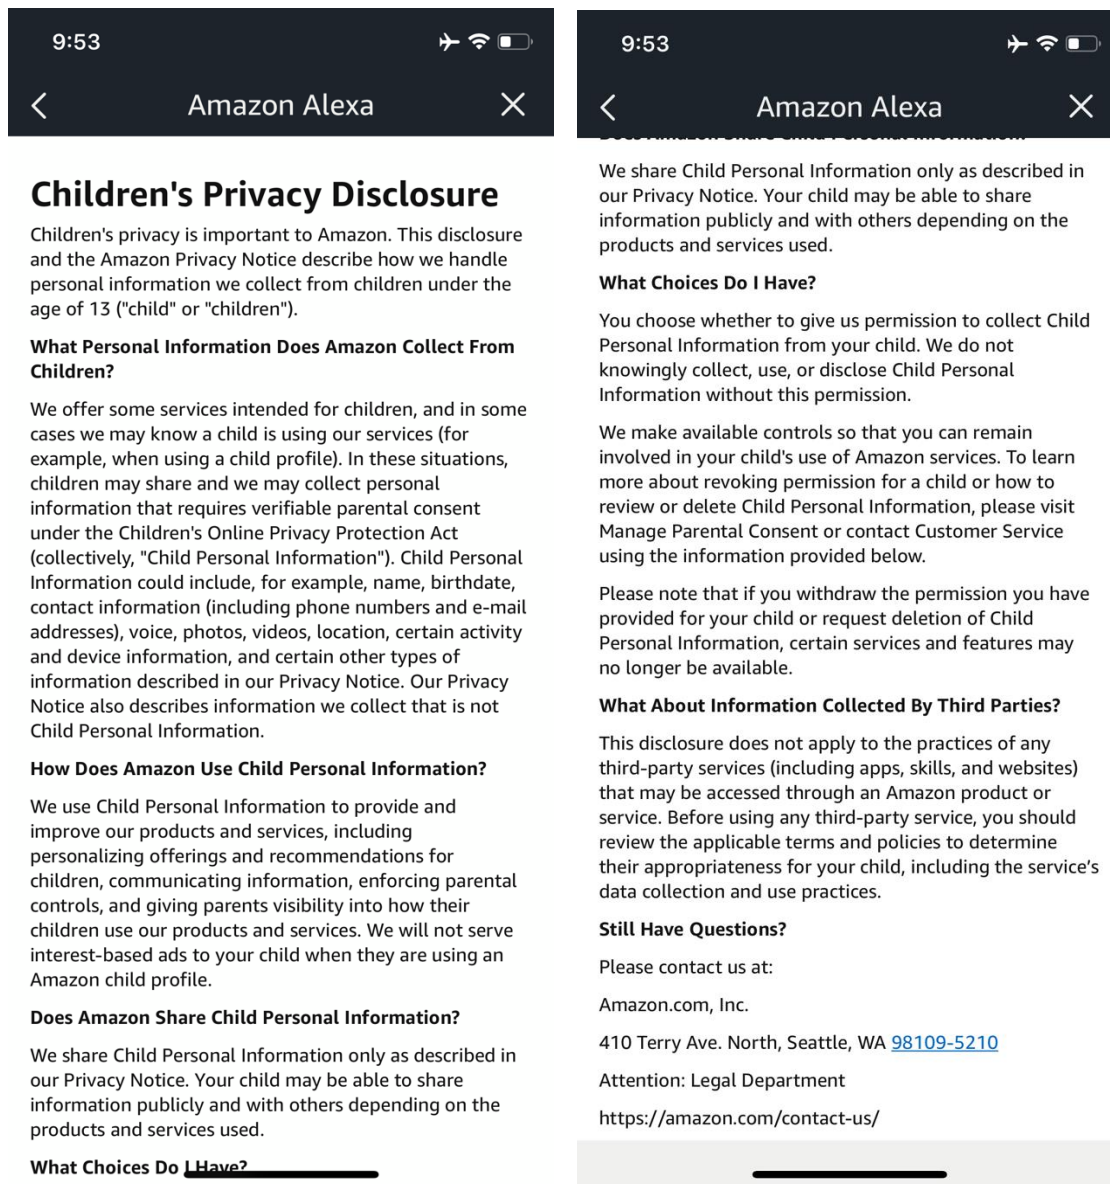 9:53
Amazon Alexa
Children's Privacy Disclosure
Children's privacy is important to Amazon. This disclosure
and the Amazon Privacy Notice describe how we handle
personal information we collect from children under the
age of 13 ("child" or "children").
What Personal Information Does Amazon Collect From
Children?
We offer some services intended for children, and in some
cases we may know a child is using our services (for
example, when using a child profile). In these situations,
children may share and we may collect personal
information that requires verifiable parental consent
under the Children's Online Privacy Protection Act
(collectively, "Child Personal Information"). Child Personal
Information could include, for example, name, birthdate,
contact information (including phone numbers and e-mail
addresses), voice, photos, videos, location, certain activity
and device information, and certain other types of
information described in our Privacy Notice. Our Privacy
Notice also describes information we collect that is not
Child Personal Information.
How Does Amazon Use Child Personal Information?
We use Child Personal Information to provide and
improve our products and services, including
personalizing offerings and recommendations for
children, communicating information, enforcing parental
controls, and giving parents visibility into how their
children use our products and services. We will not serve
interest-based ads to your child when they are using an
Amazon child profile.
Does Amazon Share Child Personal Information?
We share Child Personal Information only as described in
our Privacy Notice. Your child may be able to share
information publicly and with others depending on the
products and services used.
What Choices Do I Have?
9:53
Amazon Alexa
Does Amazon Share Child Personal Information?
We share Child Personal Information only as described in
our Privacy Notice. Your child may be able to share
information publicly and with others depending on the
products and services used.
What Choices Do I Have?
You choose whether to give us permission to collect Child
Personal Information from your child. We do not
knowingly collect, use, or disclose Child Personal
Information without this permission.
We make available controls so that you can remain
involved in your child's use of Amazon services. To learn
more about revoking permission for a child or how to
review or delete Child Personal Information, please visit
Manage Parental Consent or contact Customer Service
using the information provided below.
Please note that if you withdraw the permission you have
provided for your child or request deletion of Child
Personal Information, certain services and features may
no longer be available.
What About Information Collected By Third Parties?
This disclosure does not apply to the practices of any
third-party services (including apps, skills, and websites)
that may be accessed through an Amazon product or
service. Before using any third-party service, you should
review the applicable terms and policies to determine
their appropriateness for your child, including the service's
data collection and use practices.
Still Have Questions?
Please contact us at:
Amazon.com, Inc.
410 Terry Ave. North, Seattle, WA 98109-5210
Attention: Legal Department
https://amazon.com/contact-us/